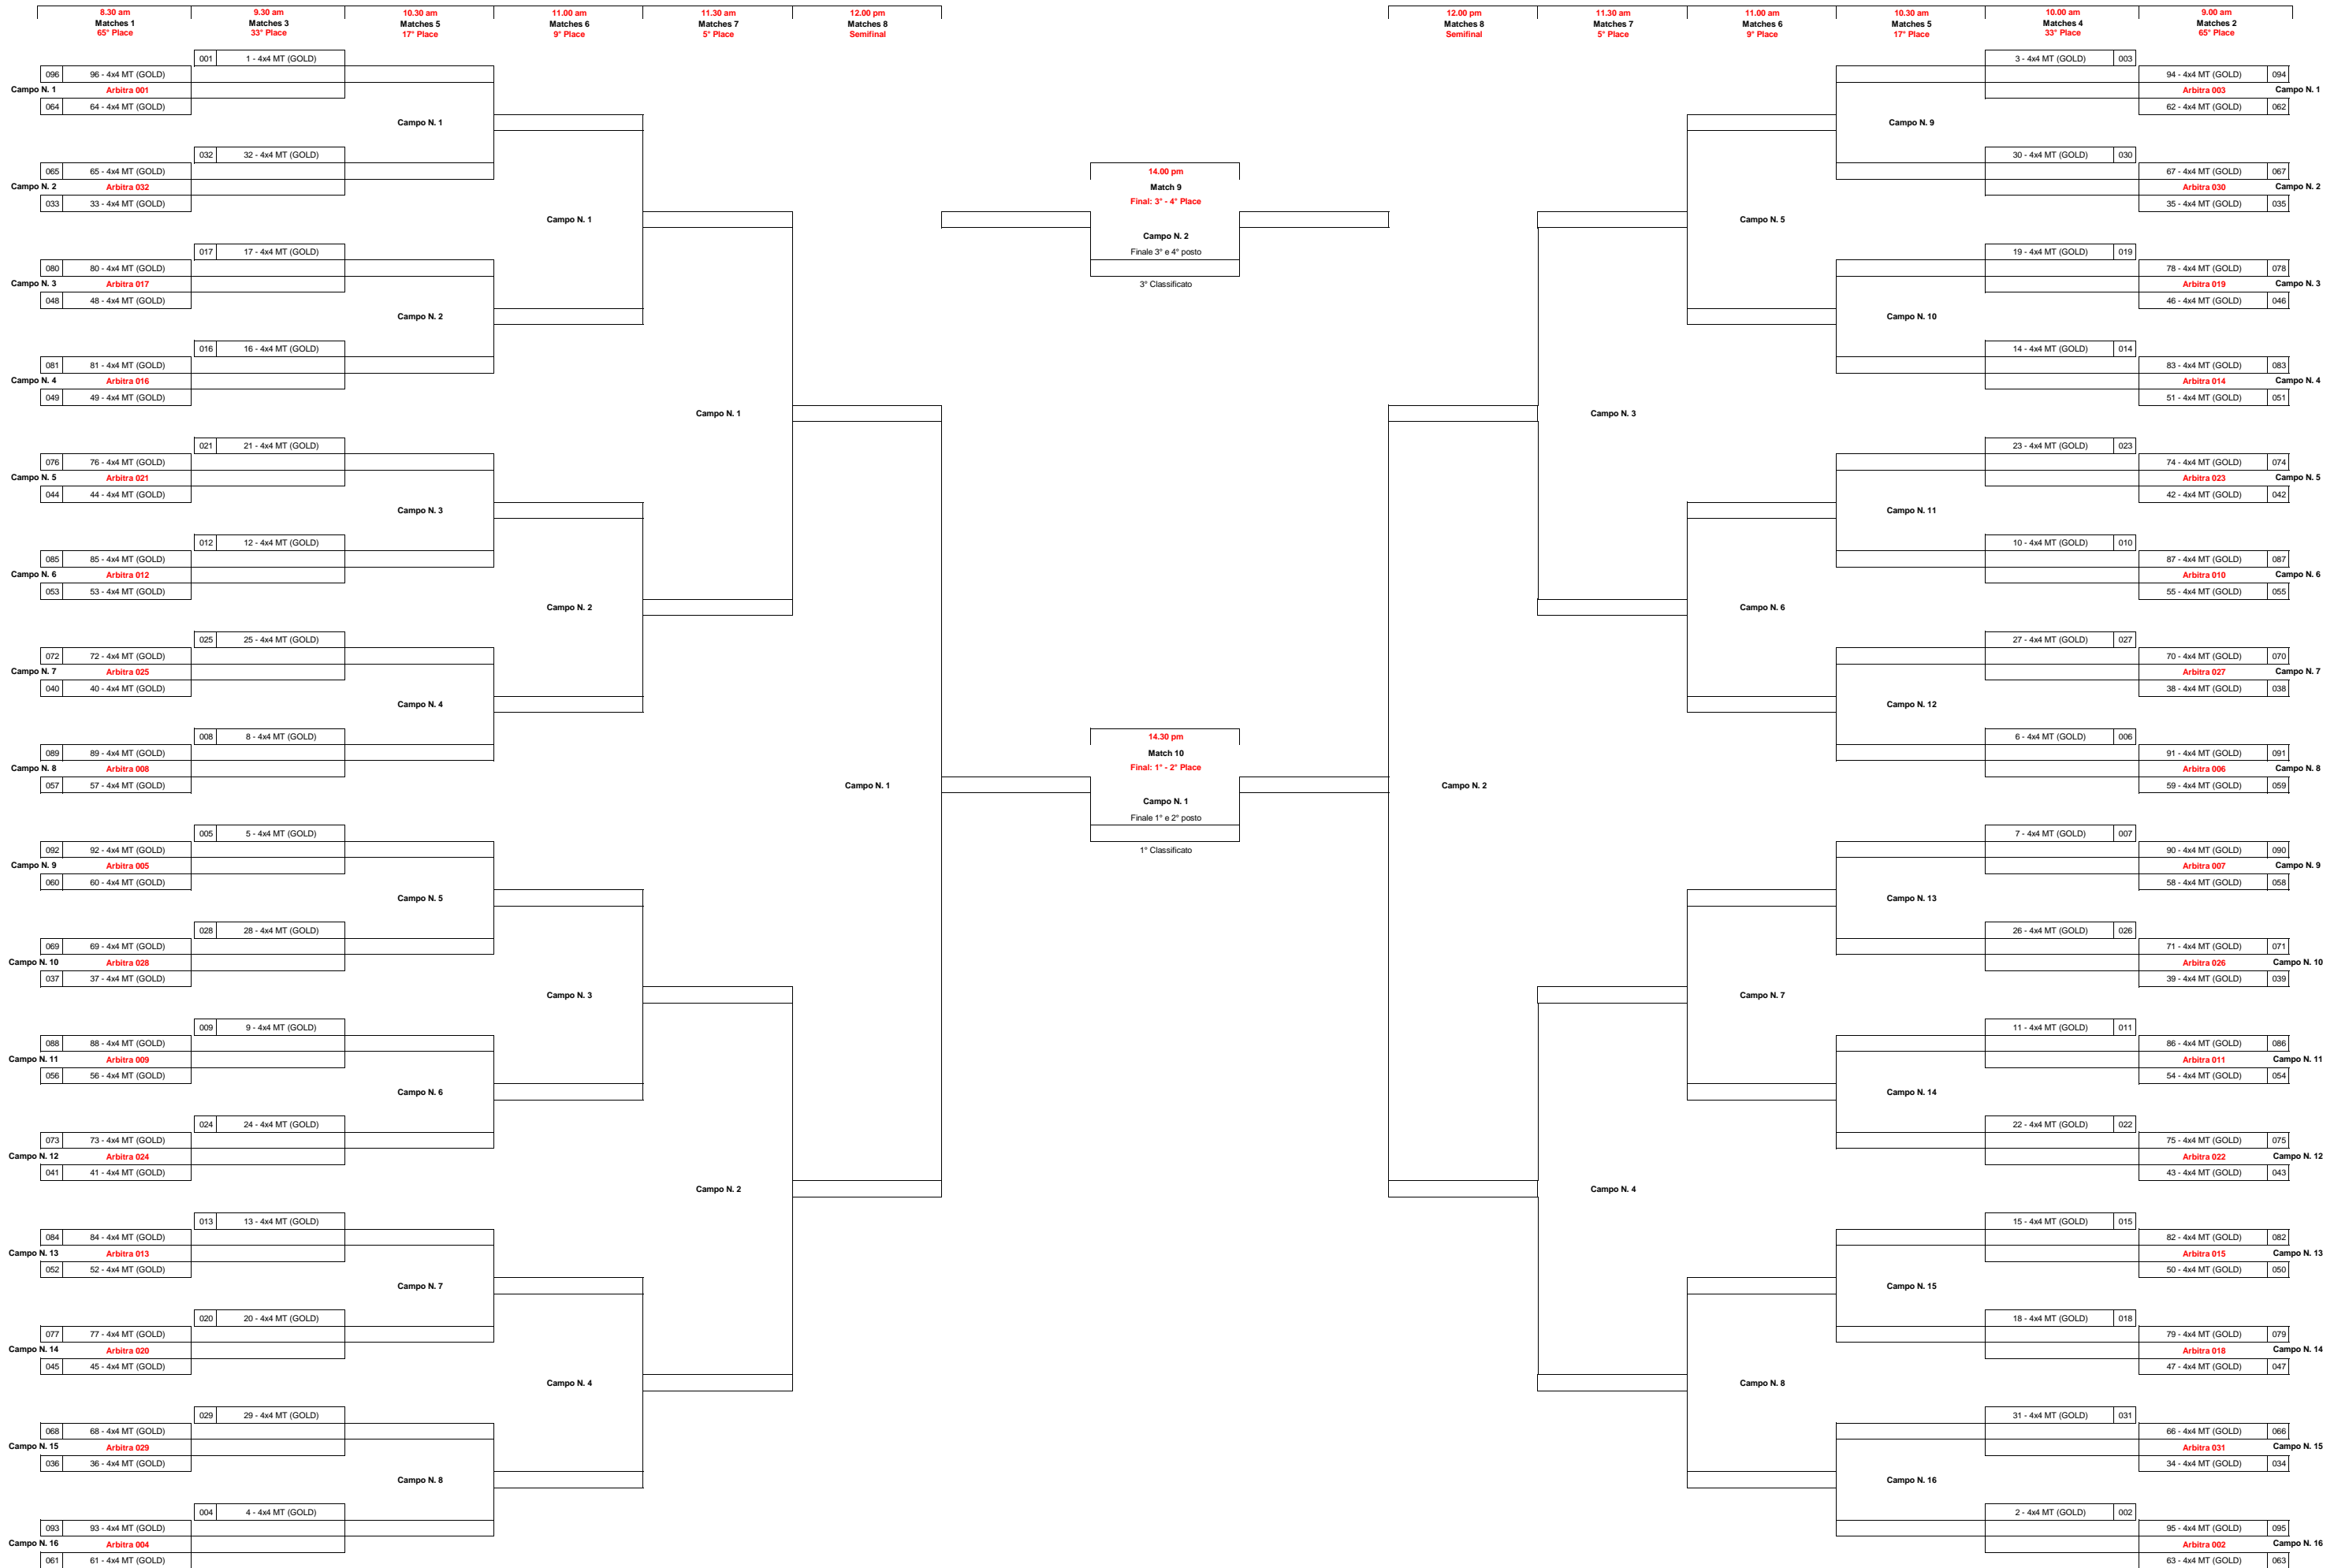 8.30 am 9.30 am 10.30 am 11.00 am 11.30 am 12.00 pm 12.00 pm 11.30 am 11.00 am 10.30 am 10.00 am 9.00 am
Matches 1 Matches 3 Matches 5 Matches 6 Matches 7 Matches 8 Matches 8 Matches 7 Matches 6 Matches 5 Matches 4 Matches 2
65° Place 33° Place 17° Place 9° Place 5° Place Semifinal Semifinal 5° Place 9° Place 17° Place 33° Place 65° Place
001 1 - 4x4 MT (GOLD) 3 - 4x4 MT (GOLD) 003
096 96 - 4x4 MT (GOLD) 94 - 4x4 MT (GOLD) 094
Campo N. 1 Arbitra 001 Arbitra 003 Campo N. 1
064 64 - 4x4 MT (GOLD) 62 - 4x4 MT (GOLD) 062
Campo N. 1 Campo N. 9
032 32 - 4x4 MT (GOLD) 30 - 4x4 MT (GOLD) 030
065 65 - 4x4 MT (GOLD) 14.00 pm 67 - 4x4 MT (GOLD) 067
Campo N. 2 Arbitra 032 Match 9 Arbitra 030 Campo N. 2
033 33 - 4x4 MT (GOLD) Final: 3° - 4° Place 35 - 4x4 MT (GOLD) 035
Campo N. 1 Campo N. 5
Campo N. 2
017 17 - 4x4 MT (GOLD) Finale 3° e 4° posto 19 - 4x4 MT (GOLD) 019
080 80 - 4x4 MT (GOLD) 78 - 4x4 MT (GOLD) 078
Campo N. 3 Arbitra 017 3° Classificato Arbitra 019 Campo N. 3
048 48 - 4x4 MT (GOLD) 46 - 4x4 MT (GOLD) 046
Campo N. 2 Campo N. 10
016 16 - 4x4 MT (GOLD) 14 - 4x4 MT (GOLD) 014
081 81 - 4x4 MT (GOLD) 83 - 4x4 MT (GOLD) 083
Campo N. 4 Arbitra 016 Arbitra 014 Campo N. 4
049 49 - 4x4 MT (GOLD) 51 - 4x4 MT (GOLD) 051
Campo N. 1 Campo N. 3
021 21 - 4x4 MT (GOLD) 23 - 4x4 MT (GOLD) 023
076 76 - 4x4 MT (GOLD) 74 - 4x4 MT (GOLD) 074
Campo N. 5 Arbitra 021 Arbitra 023 Campo N. 5
044 44 - 4x4 MT (GOLD) 42 - 4x4 MT (GOLD) 042
Campo N. 3 Campo N. 11
012 12 - 4x4 MT (GOLD) 10 - 4x4 MT (GOLD) 010
085 85 - 4x4 MT (GOLD) 87 - 4x4 MT (GOLD) 087
Campo N. 6 Arbitra 012 Arbitra 010 Campo N. 6
053 53 - 4x4 MT (GOLD) 55 - 4x4 MT (GOLD) 055
Campo N. 2 Campo N. 6
025 25 - 4x4 MT (GOLD) 27 - 4x4 MT (GOLD) 027
072 72 - 4x4 MT (GOLD) 70 - 4x4 MT (GOLD) 070
Campo N. 7 Arbitra 025 Arbitra 027 Campo N. 7
040 40 - 4x4 MT (GOLD) 38 - 4x4 MT (GOLD) 038
Campo N. 4 Campo N. 12
008 8 - 4x4 MT (GOLD) 14.30 pm 6 - 4x4 MT (GOLD) 006
089 89 - 4x4 MT (GOLD) Match 10 91 - 4x4 MT (GOLD) 091
Campo N. 8 Arbitra 008 Final: 1° - 2° Place Arbitra 006 Campo N. 8
057 57 - 4x4 MT (GOLD) Campo N. 1 Campo N. 2 59 - 4x4 MT (GOLD) 059
Campo N. 1
Finale 1° e 2° posto
005 5 - 4x4 MT (GOLD) 7 - 4x4 MT (GOLD) 007
092 92 - 4x4 MT (GOLD) 1° Classificato 90 - 4x4 MT (GOLD) 090
Campo N. 9 Arbitra 005 Arbitra 007 Campo N. 9
060 60 - 4x4 MT (GOLD) 58 - 4x4 MT (GOLD) 058
Campo N. 5 Campo N. 13
028 28 - 4x4 MT (GOLD) 26 - 4x4 MT (GOLD) 026
069 69 - 4x4 MT (GOLD) 71 - 4x4 MT (GOLD) 071
Campo N. 10 Arbitra 028 Arbitra 026 Campo N. 10
037 37 - 4x4 MT (GOLD) 39 - 4x4 MT (GOLD) 039
Campo N. 3 Campo N. 7
009 9 - 4x4 MT (GOLD) 11 - 4x4 MT (GOLD) 011
088 88 - 4x4 MT (GOLD) 86 - 4x4 MT (GOLD) 086
Campo N. 11 Arbitra 009 Arbitra 011 Campo N. 11
056 56 - 4x4 MT (GOLD) 54 - 4x4 MT (GOLD) 054
Campo N. 6 Campo N. 14
024 24 - 4x4 MT (GOLD) 22 - 4x4 MT (GOLD) 022
073 73 - 4x4 MT (GOLD) 75 - 4x4 MT (GOLD) 075
Campo N. 12 Arbitra 024 Arbitra 022 Campo N. 12
041 41 - 4x4 MT (GOLD) 43 - 4x4 MT (GOLD) 043
Campo N. 2 Campo N. 4
013 13 - 4x4 MT (GOLD) 15 - 4x4 MT (GOLD) 015
084 84 - 4x4 MT (GOLD) 82 - 4x4 MT (GOLD) 082
Campo N. 13 Arbitra 013 Arbitra 015 Campo N. 13
052 52 - 4x4 MT (GOLD) 50 - 4x4 MT (GOLD) 050
Campo N. 7 Campo N. 15
020 20 - 4x4 MT (GOLD) 18 - 4x4 MT (GOLD) 018
077 77 - 4x4 MT (GOLD) 79 - 4x4 MT (GOLD) 079
Campo N. 14 Arbitra 020 Arbitra 018 Campo N. 14
045 45 - 4x4 MT (GOLD) 47 - 4x4 MT (GOLD) 047
Campo N. 4 Campo N. 8
029 29 - 4x4 MT (GOLD) 31 - 4x4 MT (GOLD) 031
068 68 - 4x4 MT (GOLD) 66 - 4x4 MT (GOLD) 066
Campo N. 15 Arbitra 029 Arbitra 031 Campo N. 15
036 36 - 4x4 MT (GOLD) 34 - 4x4 MT (GOLD) 034
Campo N. 8 Campo N. 16
004 4 - 4x4 MT (GOLD) 2 - 4x4 MT (GOLD) 002
093 93 - 4x4 MT (GOLD) 95 - 4x4 MT (GOLD) 095
Campo N. 16 Arbitra 004 Arbitra 002 Campo N. 16
061 61 - 4x4 MT (GOLD) 63 - 4x4 MT (GOLD) 063